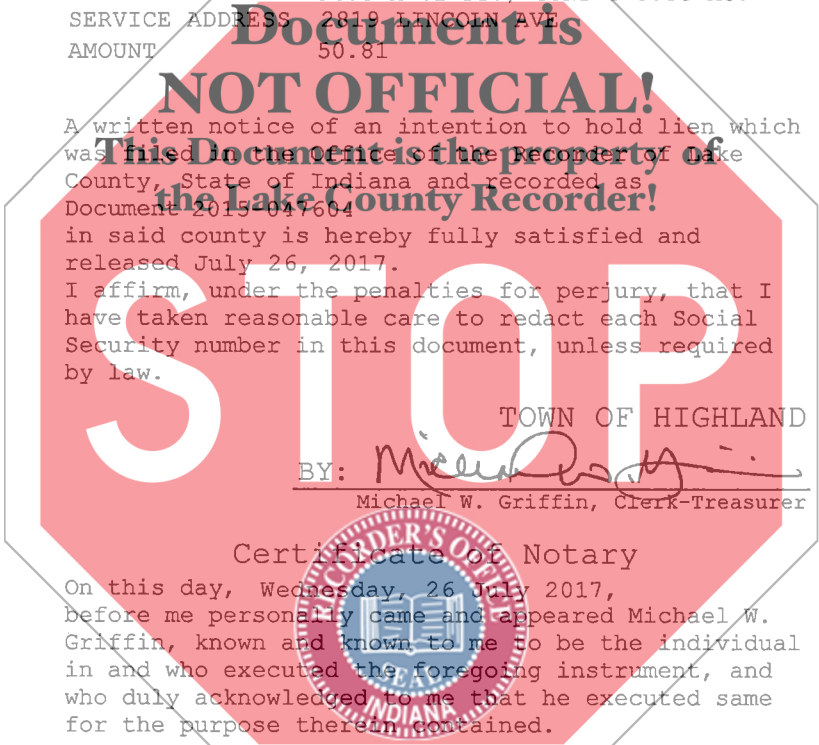 SERVICE ADDRESS 2819 LINCOLN AVE
Document is
AMOUNT 50.81
NOT OFFICIAL!
A written notice of an intention to hold lien which
was filed in the Office of the Recorder of Lake
This Document is the property of
County, State of Indiana and recorded as
the Lake County Recorder!
Document 2015-047604
in said county is hereby fully satisfied and
released July 26, 2017.
I affirm, under the penalties for perjury, that I
have taken reasonable care to redact each Social
Security number in this document, unless required
by law.
STOP
TOWN OF HIGHLAND
BY:
Michael W. Griffin, Clerk-Treasurer
RECORDER'S OFFICE
Certificate of Notary
On this day, Wednesday, 26 July 2017,
before me personally came and appeared Michael W.
Griffin, known and known to me to be the individual
in and who executed the foregoing instrument, and
SEAL
who duly acknowledged to me that he executed same
INDIANA
for the purpose therein contained.